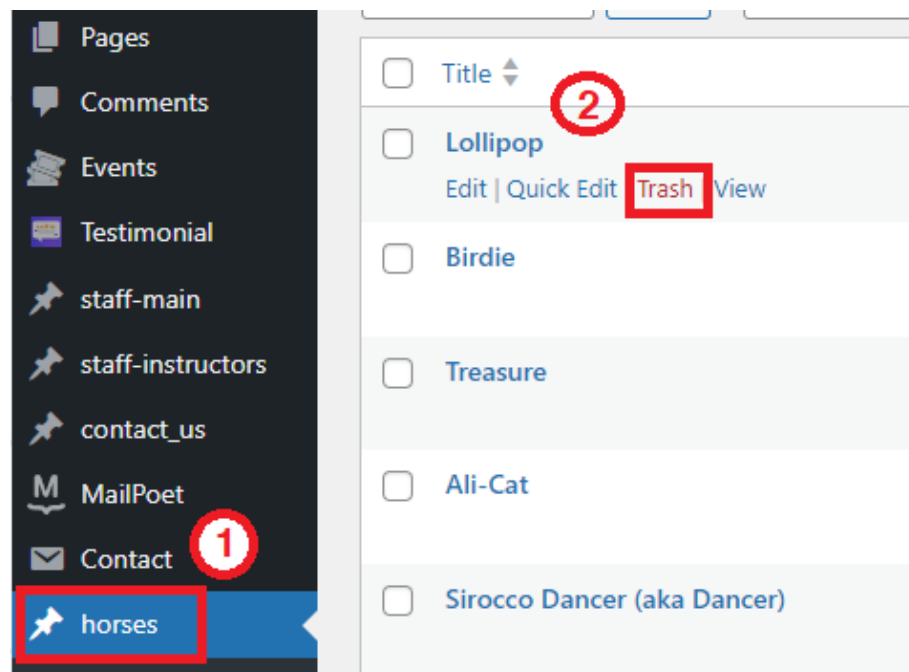 Pages
Comments
Events
Testimonial
staff-main
staff-instructors
contact_us
M MailPoet
Contact
1
horses
Title
2
Lollipop
Edit | Quick Edit | Trash | View
Birdie
Treasure
Ali-Cat
Sirocco Dancer (aka Dancer)